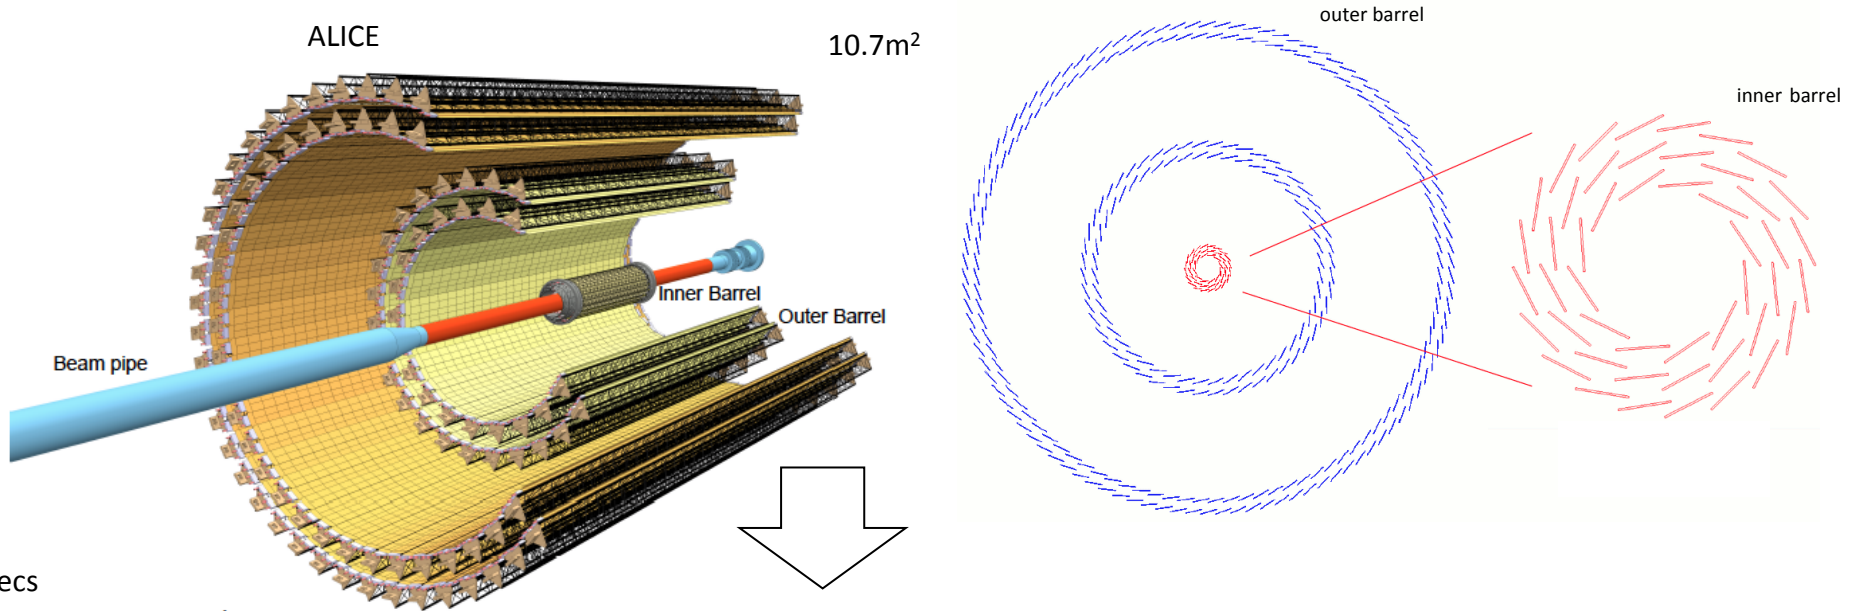 ALICE
10.7m²
outer barrel
inner barrel
Inner Barrel
Outer Barrel
Beam pipe
ecs